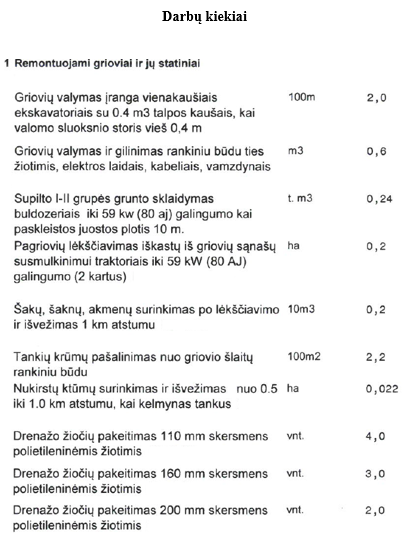 Darbų kiekiai
1 Remontuojami grioviai ir jų statiniai
Griovių valymas įranga vienakaušiais 100m 2,0
ekskavatoriais su 0.4 m3 talpos kaušais, kai
valomo sluoksnio storis vieš 0,4 m
Griovių valymas ir gilinimas rankiniu būdu ties m3 0,6
žiotimis, elektros laidais, kabeliais, vamzdynais
Supilto I-II grupės grunto sklaidymas t. m3 0,24
buldozeriais iki 59 kw (80 aj) galingumo kai
paskleistos juostos plotis 10 m.
Pagriovių lėkščiavimas iškastų iš griovių sąnašų ha 0,2
susmulkinimui traktoriais iki 59 kW (80 AJ)
galingumo (2 kartus)
Šakų, šaknų, akmenų surinkimas po lėkščiavimo 10m3 0,2
ir išvežimas 1 km atstumu
Tankių krūmų pašalinimas nuo griovio šlaitų 100m2 2,2
rankiniu būdu
Nukirstų ktūmų surinkimas ir išvežimas nuo 0.5 ha 0,022
iki 1.0 km atstumu, kai kelmynas tankus
Drenažo žiočių pakeitimas 110 mm skersmens vnt. 4,0
polietileninėmis žiotimis
Drenažo žiočių pakeitimas 160 mm skersmens vnt. 3,0
polietileninėmis žiotimis
Drenažo žiočių pakeitimas 200 mm skersmens vnt. 2,0
polietileninėmis žiotimis